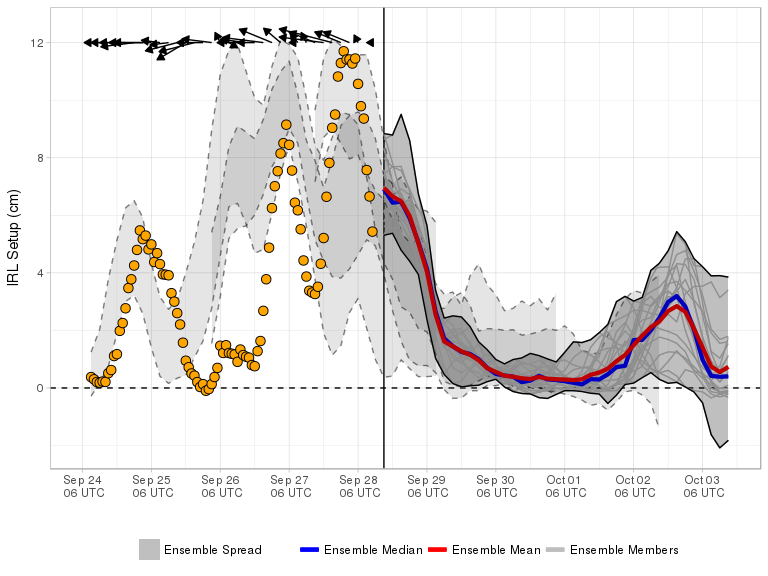 IRL Setup (cm)
12
8
4
0
Sep 24 Sep 25 Sep 26 Sep 27 Sep 28 Sep 29 Sep 30 Oct 01 Oct 02 Oct 03
06 UTC 06 UTC 06 UTC 06 UTC 06 UTC 06 UTC 06 UTC 06 UTC 06 UTC 06 UTC
Ensemble Spread Ensemble Median Ensemble Mean Ensemble Members